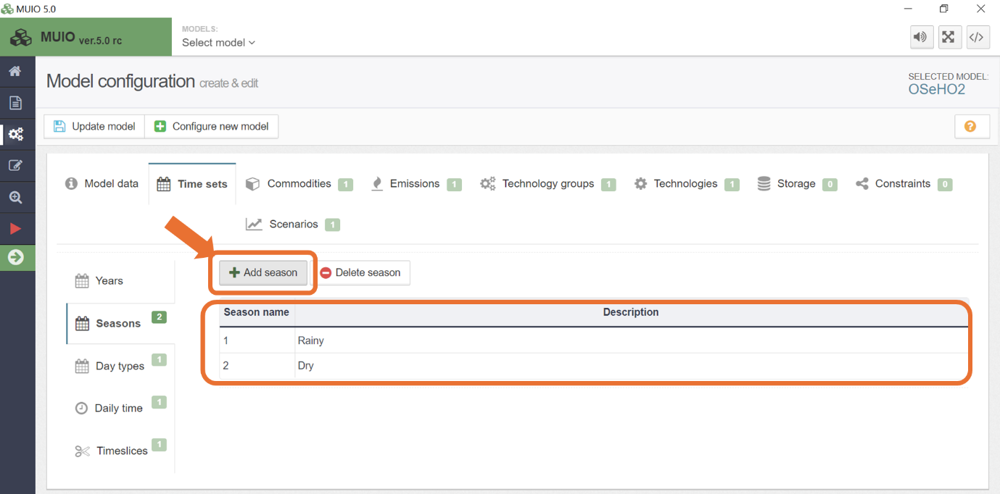 MUIO 5.0
MUIO ver.5.0 rc
MODELS:
Select model
Model configuration create & edit
SELECTED MODEL:
OSeHO2
Update model
Configure new model
Model data
Time sets
Commodities 1
Emissions 1
Technology groups 1
Technologies 1
Storage 0
Constraints 0
Scenarios 1
Add season
Delete season
Years
Seasons 2
Day types 1
Daily time 1
Timeslices 1
Season name Description
1 Rainy
2 Dry